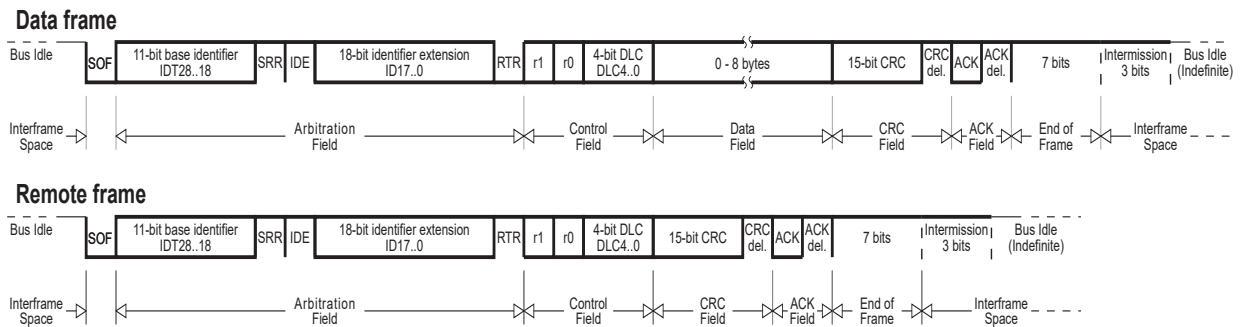 Data frame
Bus Idle SOF 11-bit base identifier SRR IDE 18-bit identifier extension RTR r1 r0 4-bit DLC 0 - 8 bytes 15-bit CRC CRC ACK ACK 7 bits Intermission Bus Idle
IDT28..18 ID17..0 DLC4..0 del. del. 3 bits (Indefinite)
Interframe Arbitration Control Data CRC ACK End of Interframe
Space Field Field Field Field Field Frame Space
Remote frame
Bus Idle SOF 11-bit base identifier SRR IDE 18-bit identifier extension RTR r1 r0 4-bit DLC 15-bit CRC CRC ACK ACK 7 bits Intermission Bus Idle
IDT28..18 ID17..0 DLC4..0 del. del. 3 bits (Indefinite)
Interframe Arbitration Control CRC ACK End of Interframe
Space Field Field Field Field Frame Space